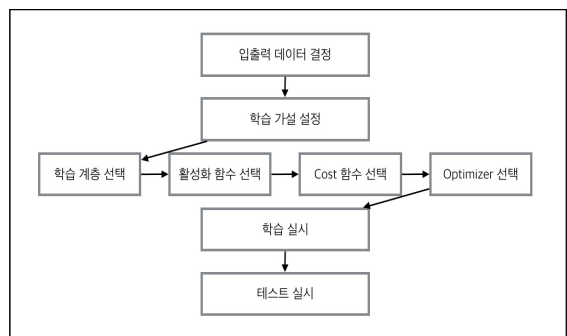 입출력 데이터 결정
학습 가설 설정
학습 계층 선택
활성화 함수 선택
Cost 함수 선택
Optimizer 선택
학습 실시
테스트 실시